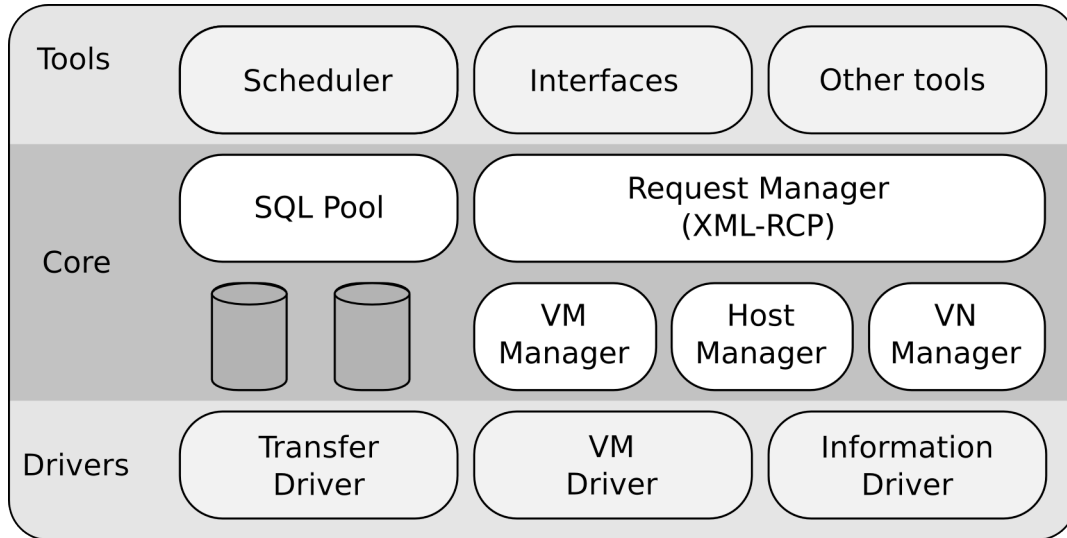 Tools
Scheduler
Interfaces
Other tools
Core
SQL Pool
Request Manager
(XML-RCP)
VM
Manager
Host
Manager
VN
Manager
Drivers
Transfer
Driver
VM
Driver
Information
Driver